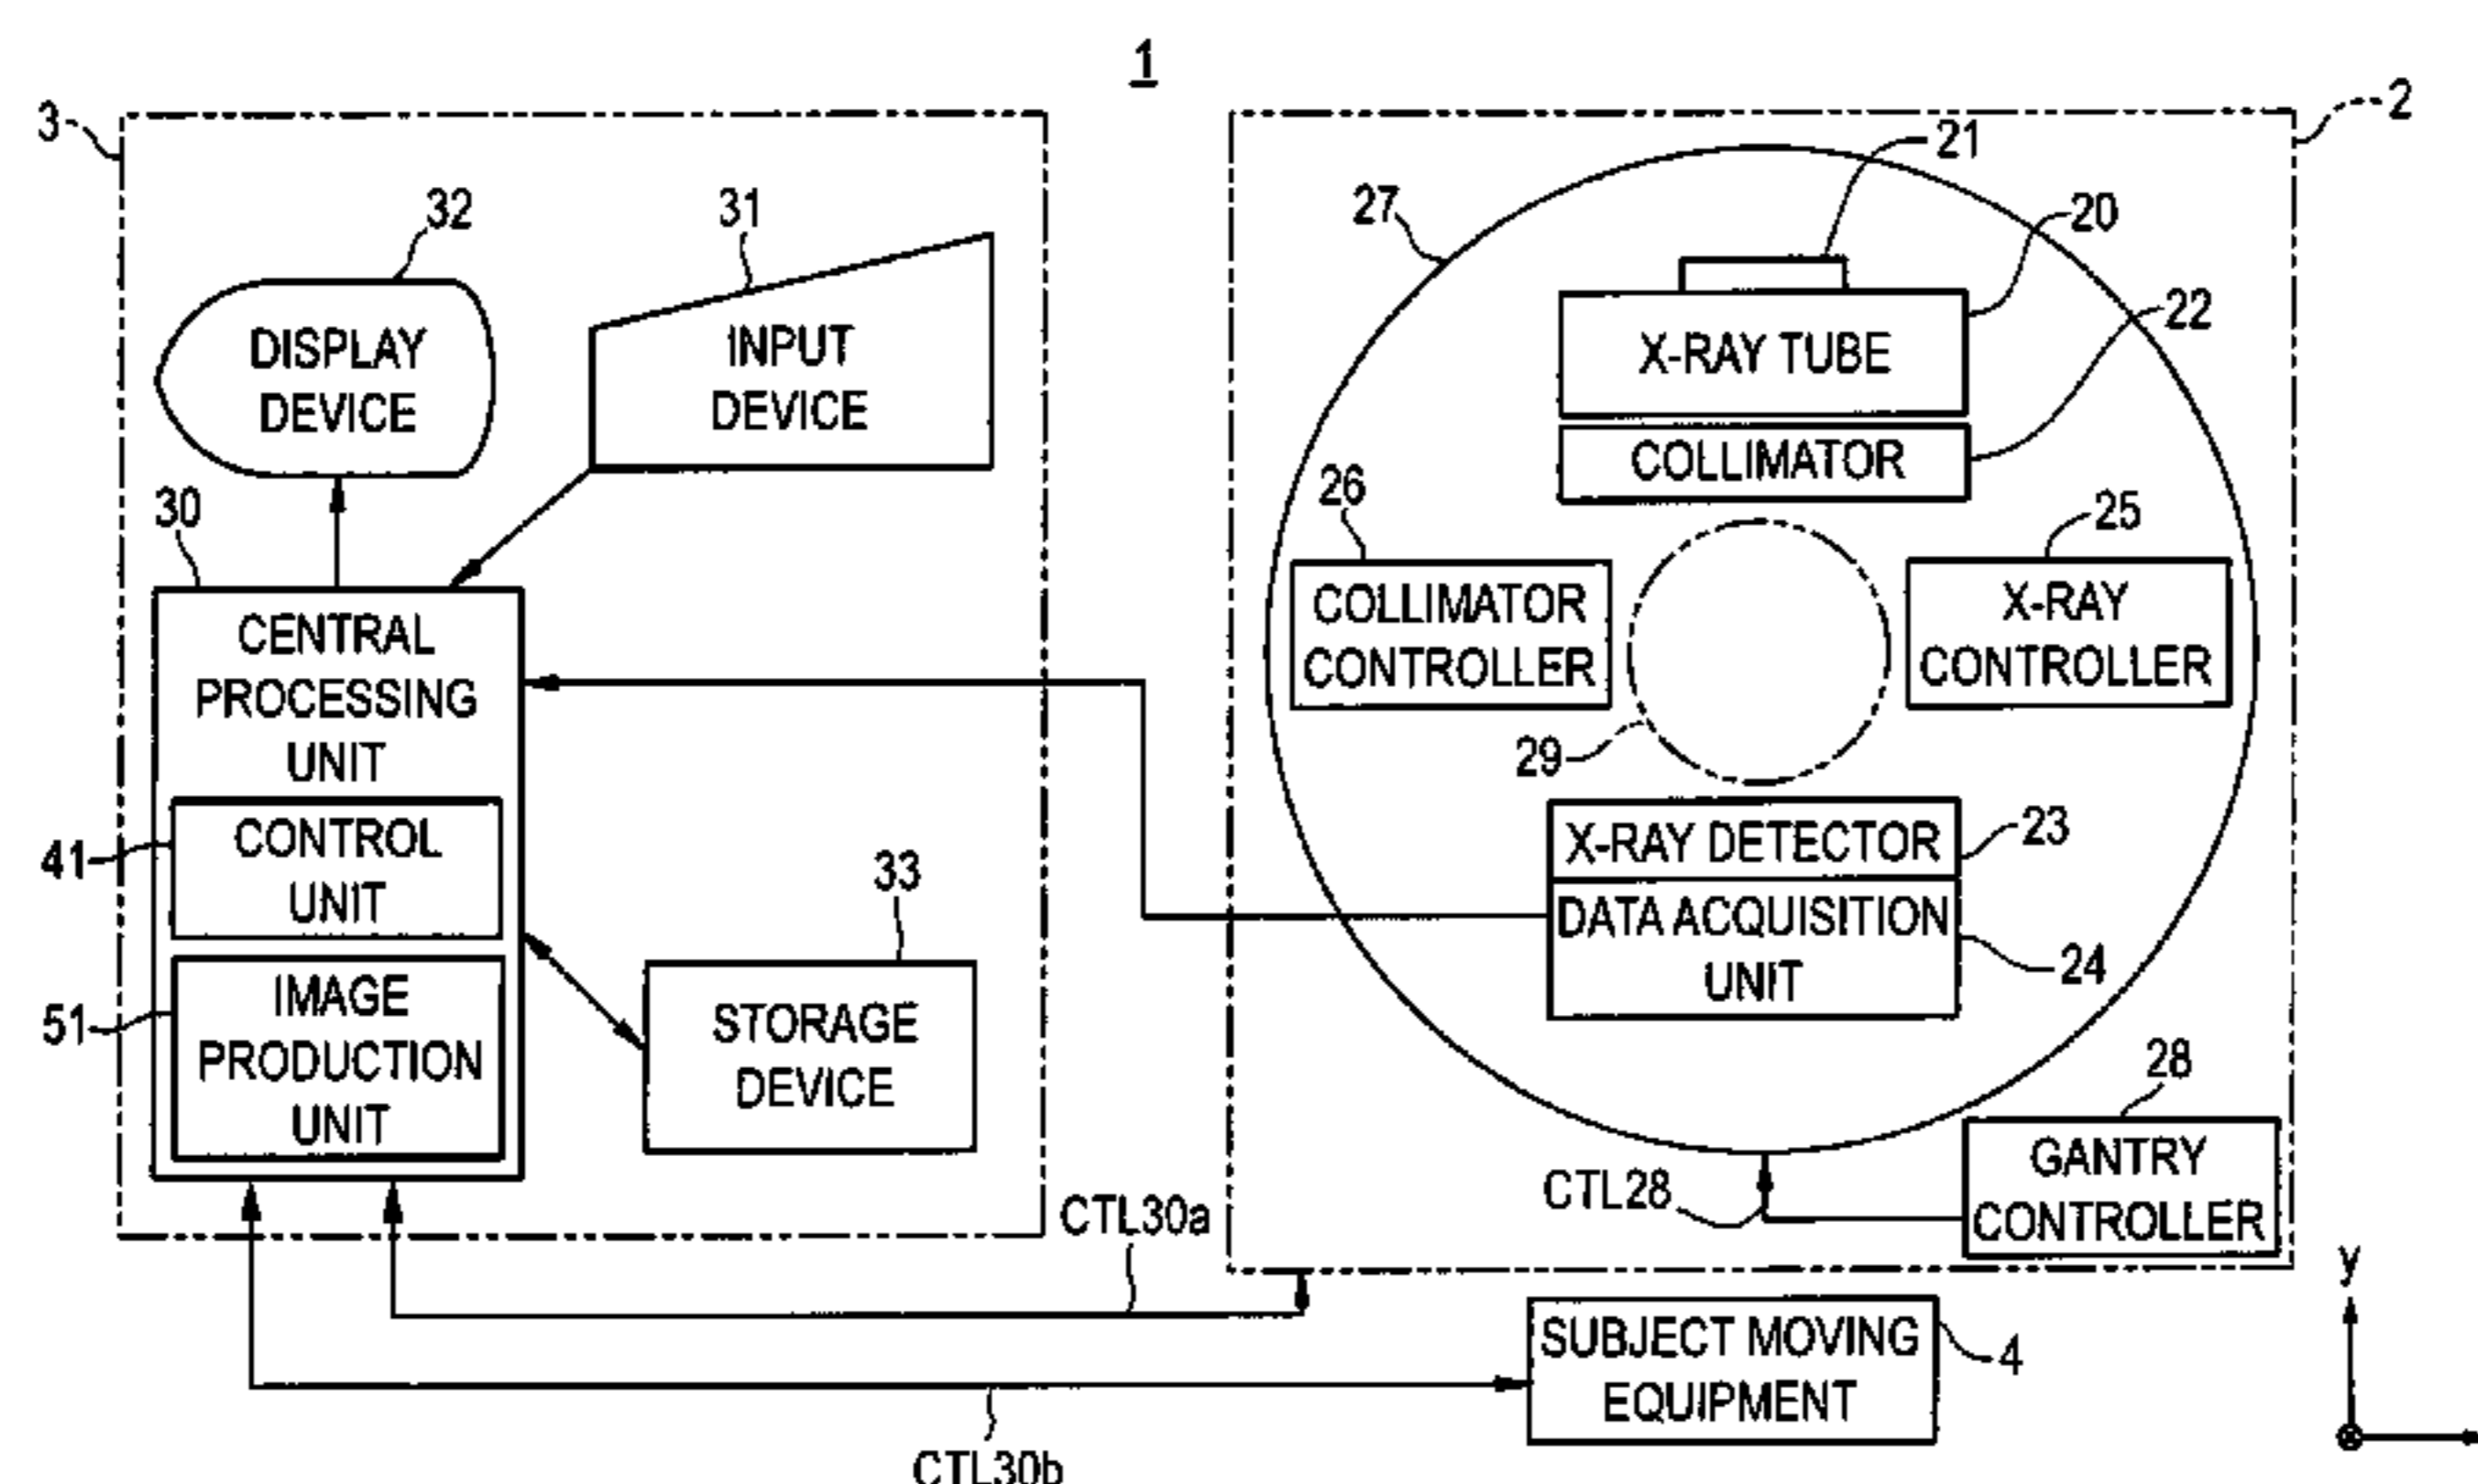 1
3
2
21
32
31
27
20
DISPLAY
DEVICE
INPUT
DEVICE
X-RAY TUBE
22
COLLIMATOR
30
26
25
CENTRAL
PROCESSING
UNIT
COLLIMATOR
CONTROLLER
X-RAY
CONTROLLER
29
41
CONTROL
UNIT
X-RAY DETECTOR
23
33
DATA ACQUISITION
UNIT
24
51
IMAGE
PRODUCTION
UNIT
STORAGE
DEVICE
28
GANTRY
CONTROLLER
CTL28
CTL30a
y
SUBJECT MOVING
EQUIPMENT
4
CTL30b